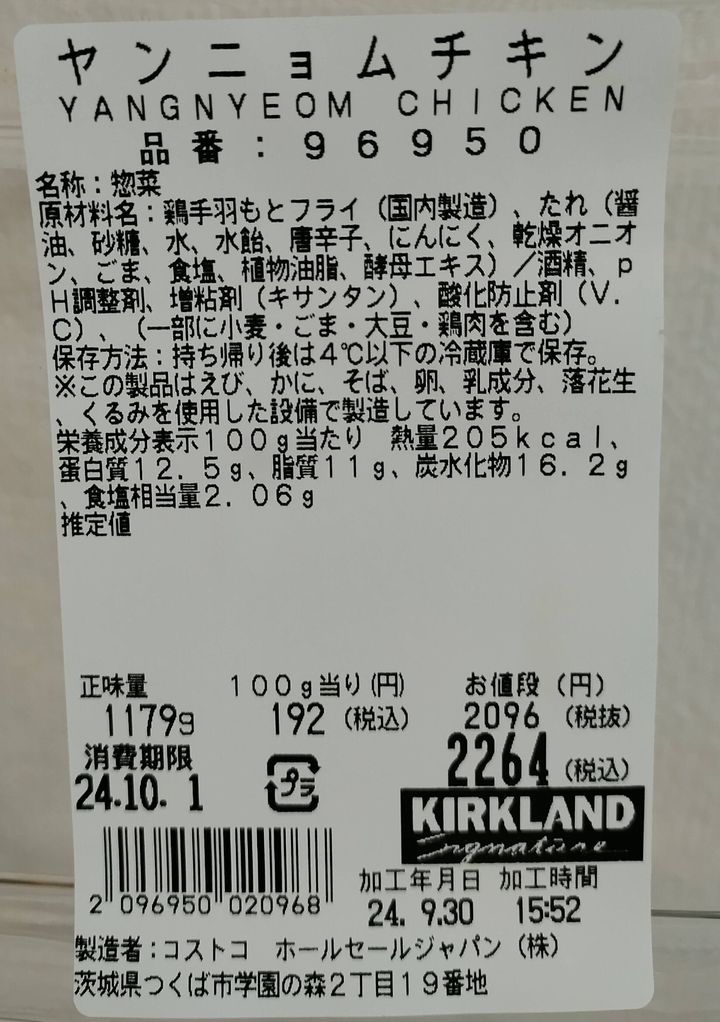 ヤンニョムチキン
YANGNYEOM CHICKEN
品番：96950
名称：惣菜
原材料名：鶏手羽もとフライ（国内製造）、たれ（醤
油、砂糖、水、水飴、唐辛子、にんにく、乾燥オニオ
ン、ごま、食塩、植物油脂、酵母エキス）／酒精、ｐ
Ｈ調整剤、増粘剤（キサンタン）、酸化防止剤（Ｖ．
Ｃ）、（一部に小麦・ごま・大豆・鶏肉を含む）
保存方法：持ち帰り後は４℃以下の冷蔵庫で保存。
※この製品はえび、かに、そば、卵、乳成分、落花生
、くるみを使用した設備で製造しています。
栄養成分表示１００ｇ当たり　熱量２０５ｋｃａｌ、
蛋白質１２．５ｇ、脂質１１ｇ、炭水化物１６．２ｇ
、食塩相当量２．０６ｇ
推定値
正味量 １００ｇ当り(円) お値段（円）
1179g 192（税込） 2096（税抜）
2264（税込）
消費期限
24.10. 1
プラ
KIRKLAND
Signature
2 096950 020968
加工年月日 加工時間
24. 9.30 15:52
製造者：コストコ　ホールセールジャパン（株）
茨城県つくば市学園の森２丁目１９番地